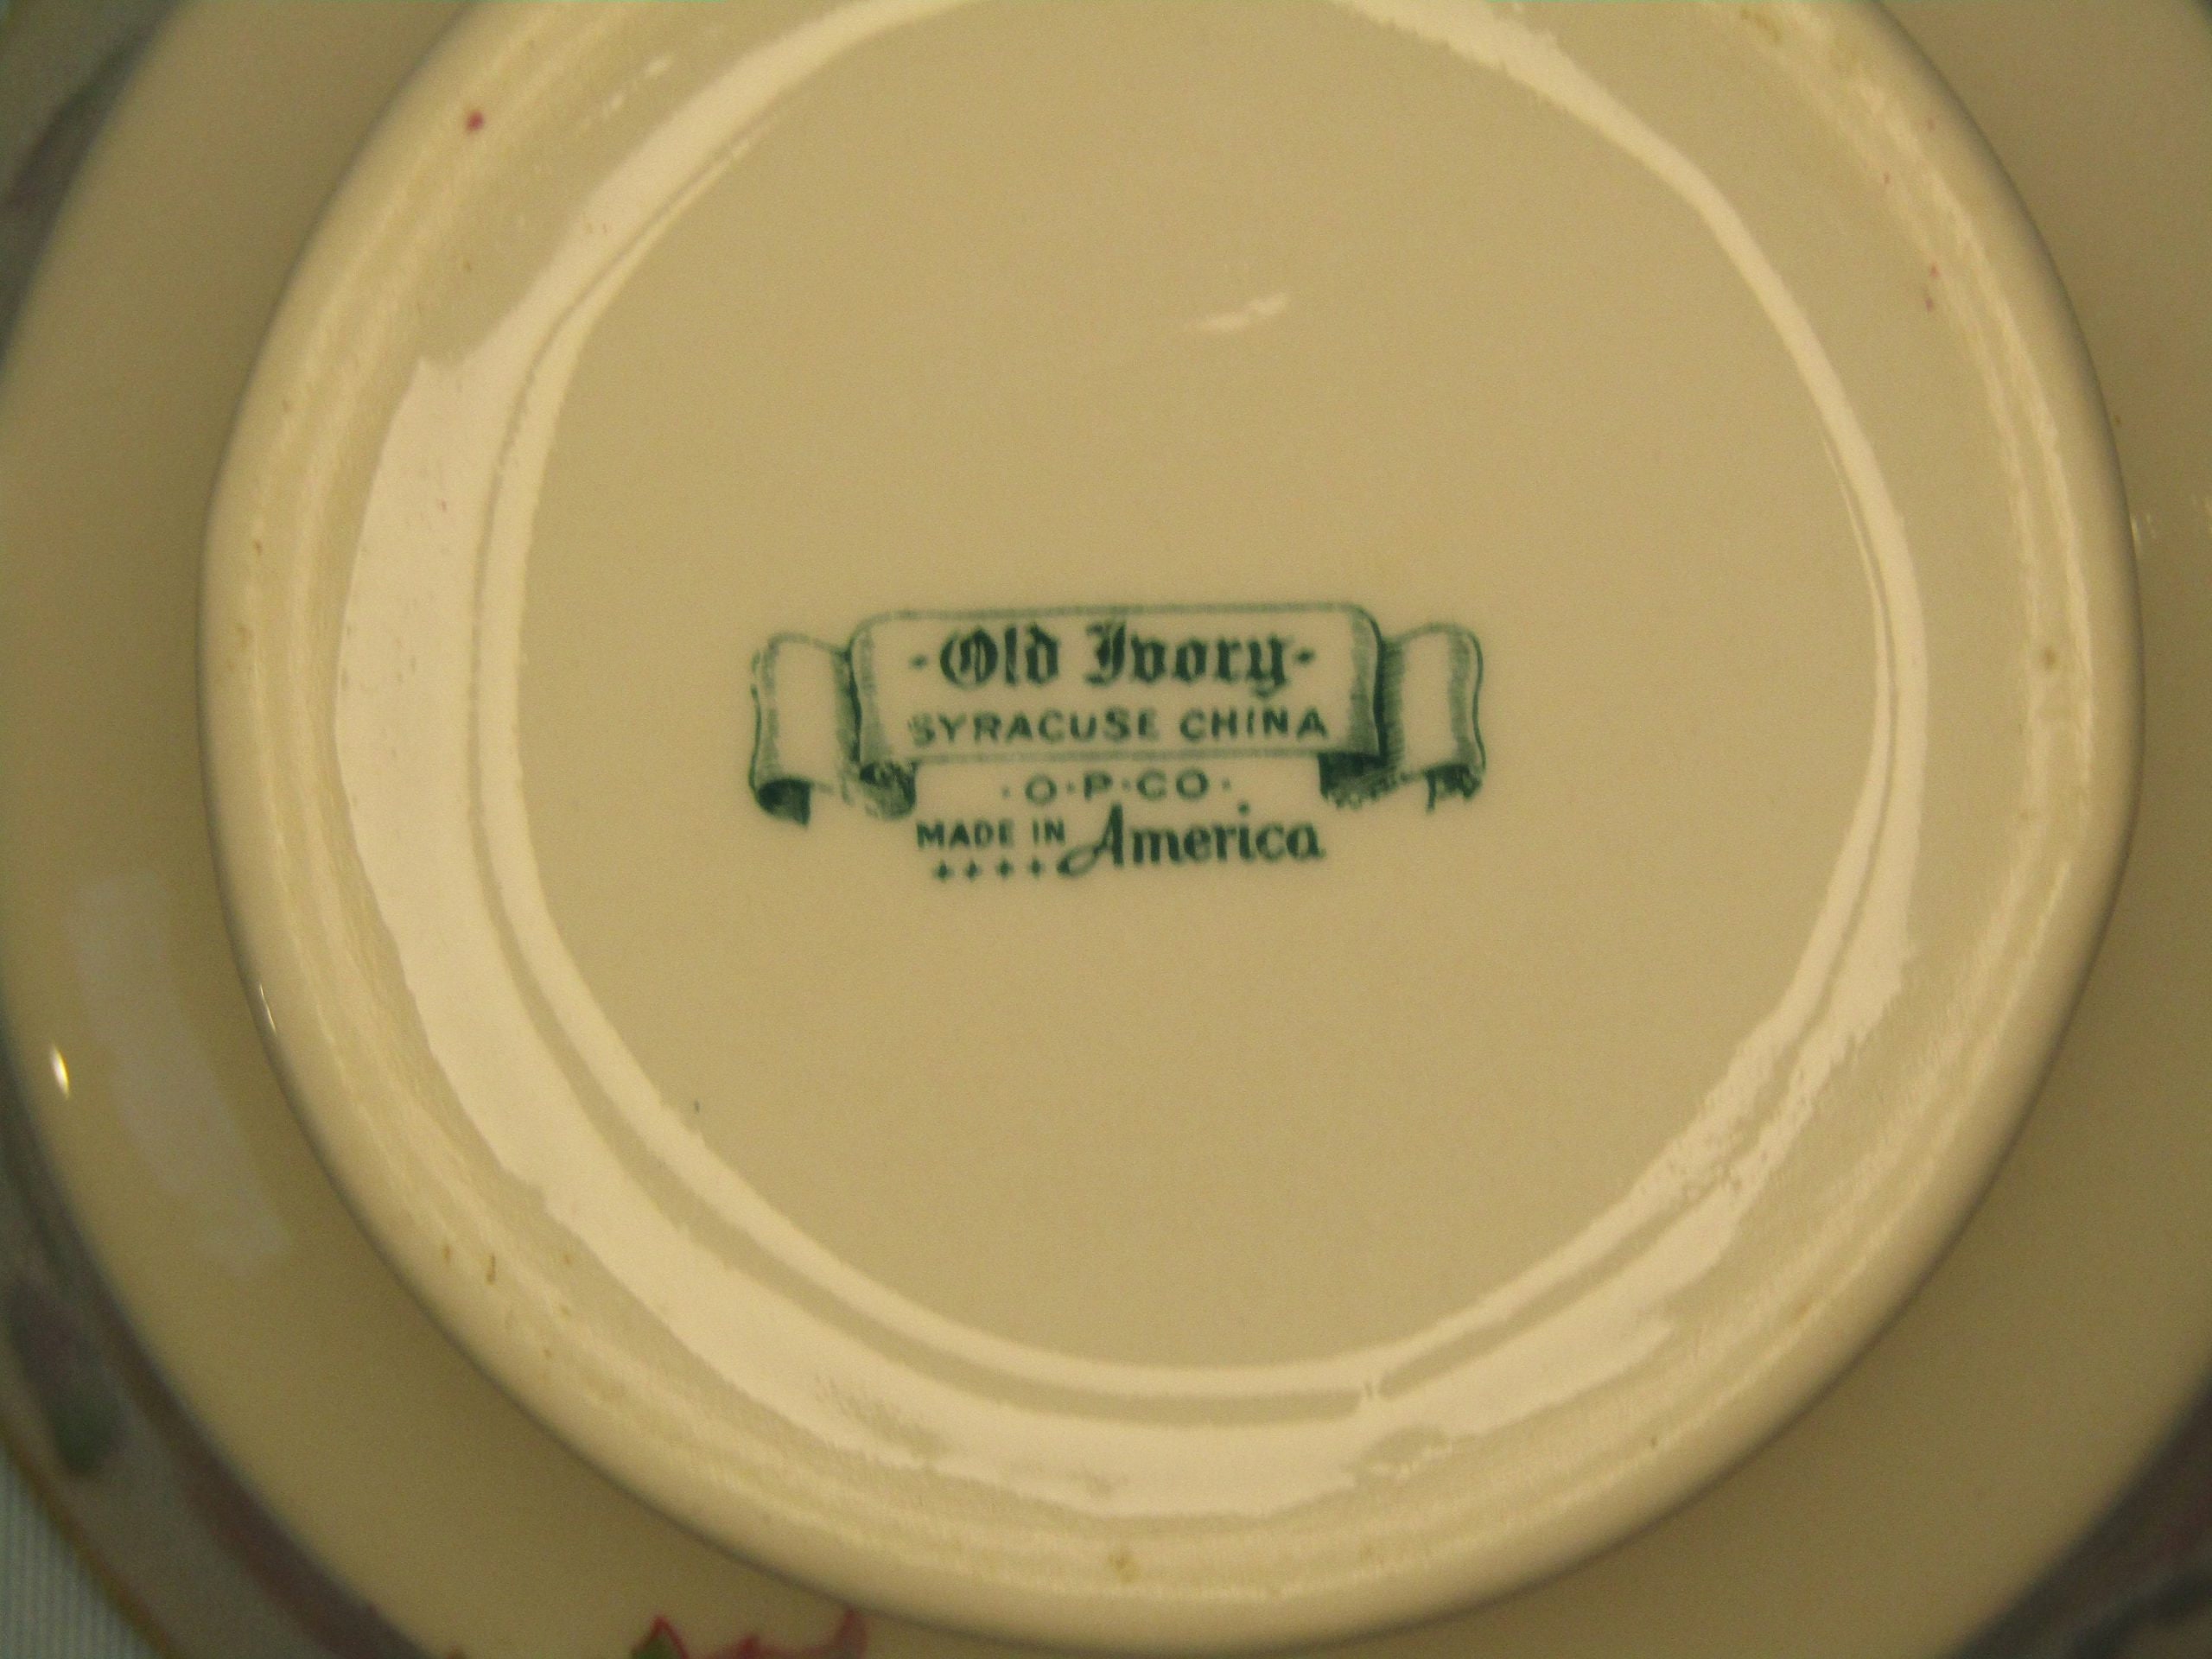 ·Old Ivory·
SYRACUSE CHINA
·O·P·CO·
MADE IN America
++++